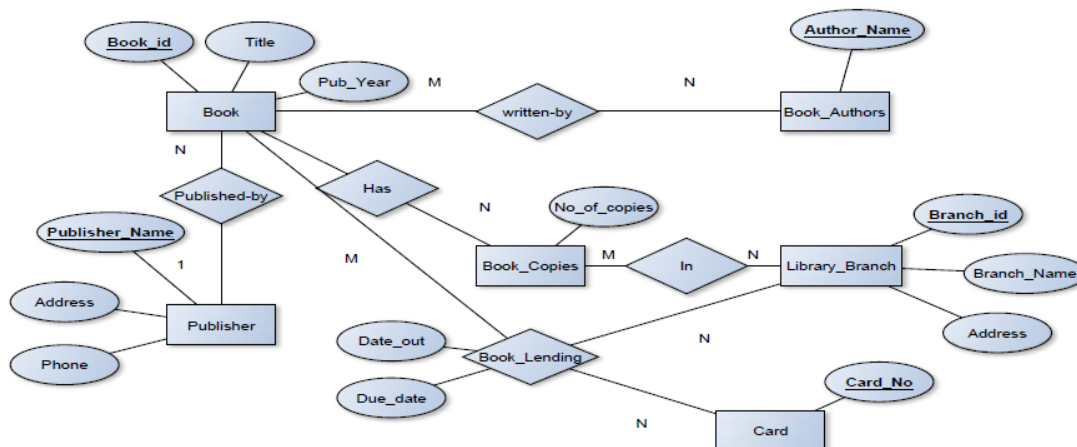 Author_Name
Book_id
Title
Pub_Year
M
N
Book
written-by
Book_Authors
N
Published-by
Has
No_of_copies
Publisher_Name
N
Branch_id
1
M
Book_Copies
M
In
N
Library_Branch
Branch_Name
Address
Publisher
Date_out
Book_Lending
N
Address
Phone
Due_date
Card_No
N
Card